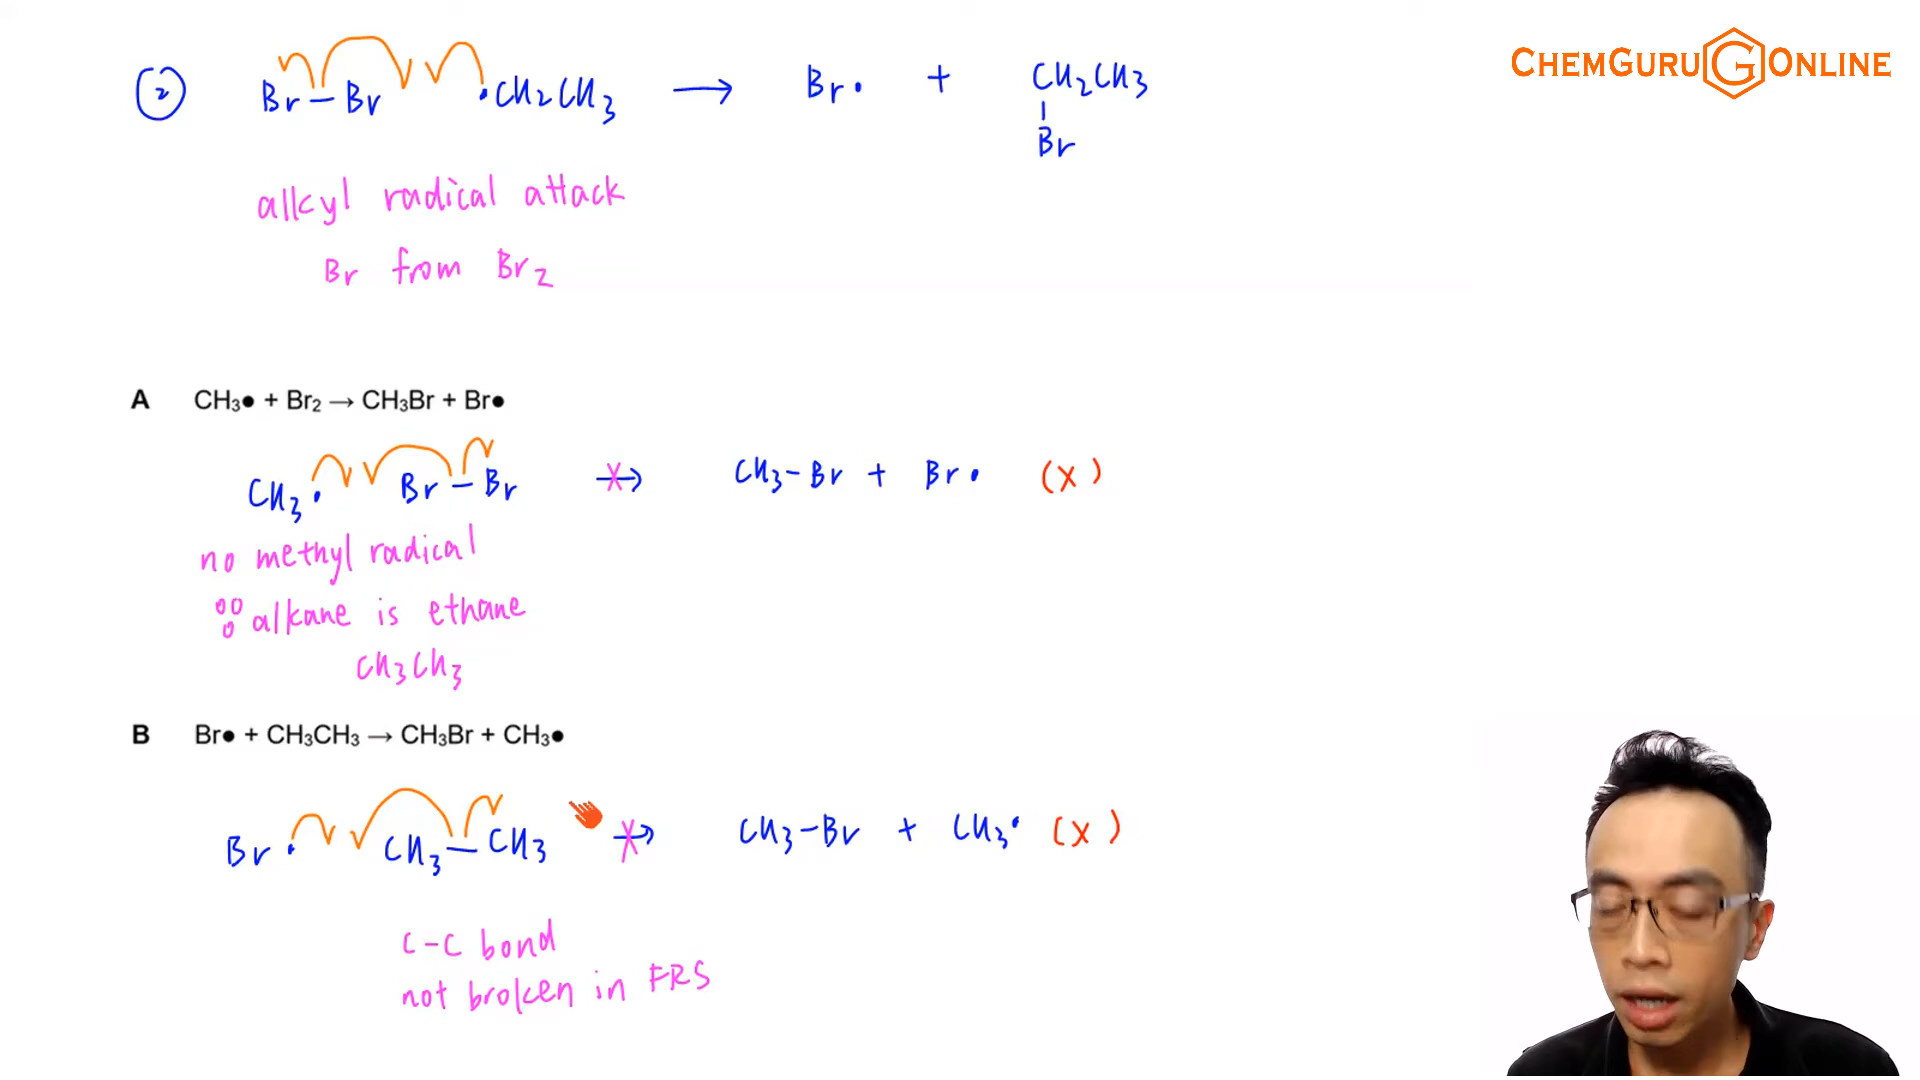 CHEMGURU G ONLINE
② Br–Br •CH2CH3 → Br• + CH2CH3
Br
alkyl radical attack
Br from Br2
A CH₃● + Br₂ → CH₃Br + Br●
CH3• Br–Br → CH3–Br + Br• (X)
no methyl radical
∵ alkane is ethane
CH3CH3
B Br● + CH₃CH₃ → CH₃Br + CH₃●
Br• CH3–CH3 → CH3–Br + CH3• (X)
C–C bond
not broken in FRS